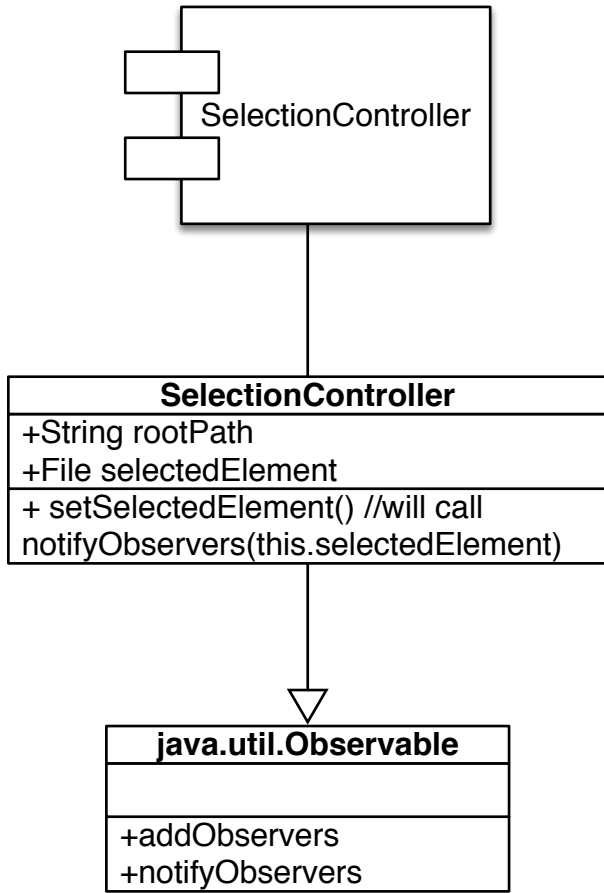 SelectionController
SelectionController
+String rootPath
+File selectedElement
+ setSelectedElement() //will call
notifyObservers(this.selectedElement)
java.util.Observable
+addObservers
+notifyObservers